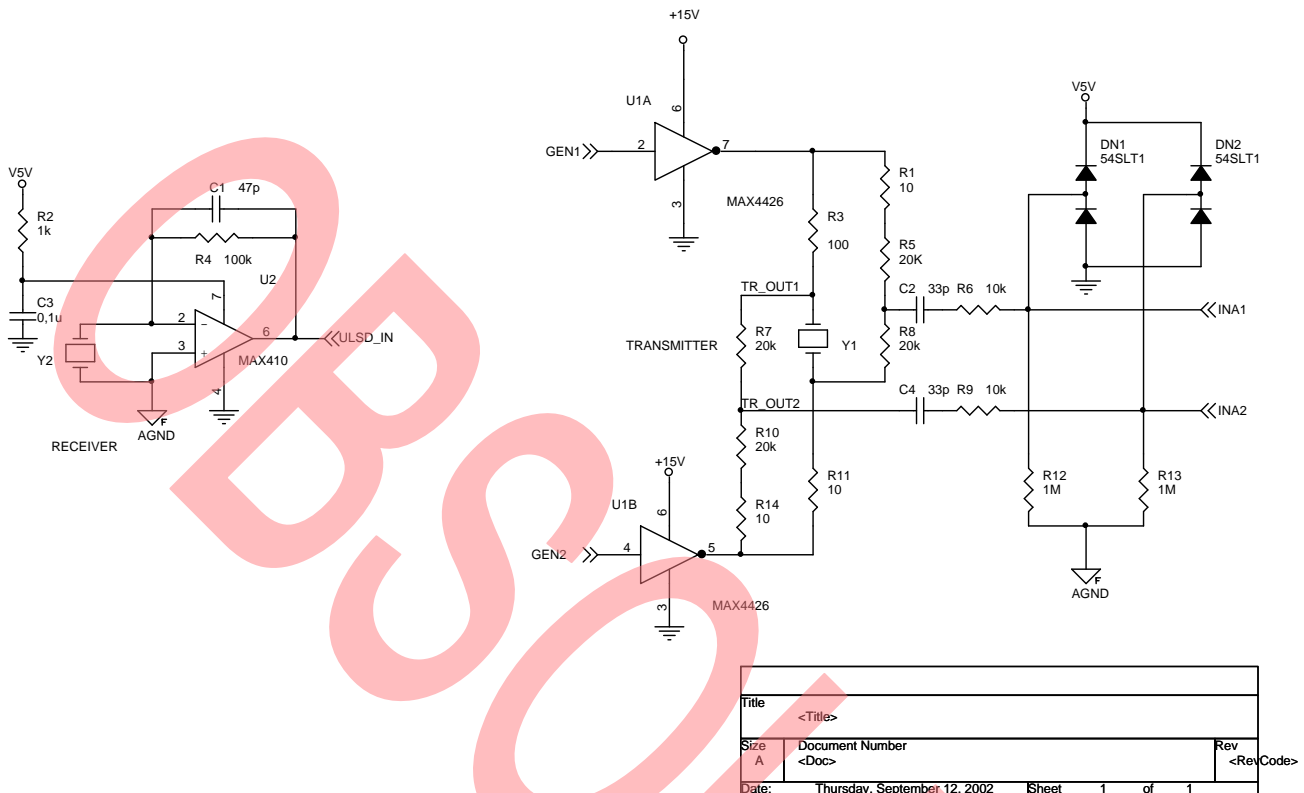 +15V
U1A
6
GEN1
2
7
3
MAX4426
V5V
R2
1k
C1 47p
R4 100k
U2
7
C3
0,1u
2
3
6
ULSD_IN
MAX410
4
Y2
AGND
F
RECEIVER
R1
10
R3
100
R5
20K
TR_OUT1
C2 33p R6 10k
R7
20k
TRANSMITTER
Y1
R8
20k
C4 33p R9 10k
TR_OUT2
R10
20k
R11
10
R14
10
+15V
U1B
6
GEN2
4
5
3
MAX4426
V5V
DN1
54SLT1
DN2
54SLT1
INA1
INA2
R12
1M
R13
1M
F
AGND
Title
<Title>
Size
A
Document Number
<Doc>
Rev
<RevCode>
Date: Thursday, September 12, 2002 Sheet 1 of 1
OBSOL